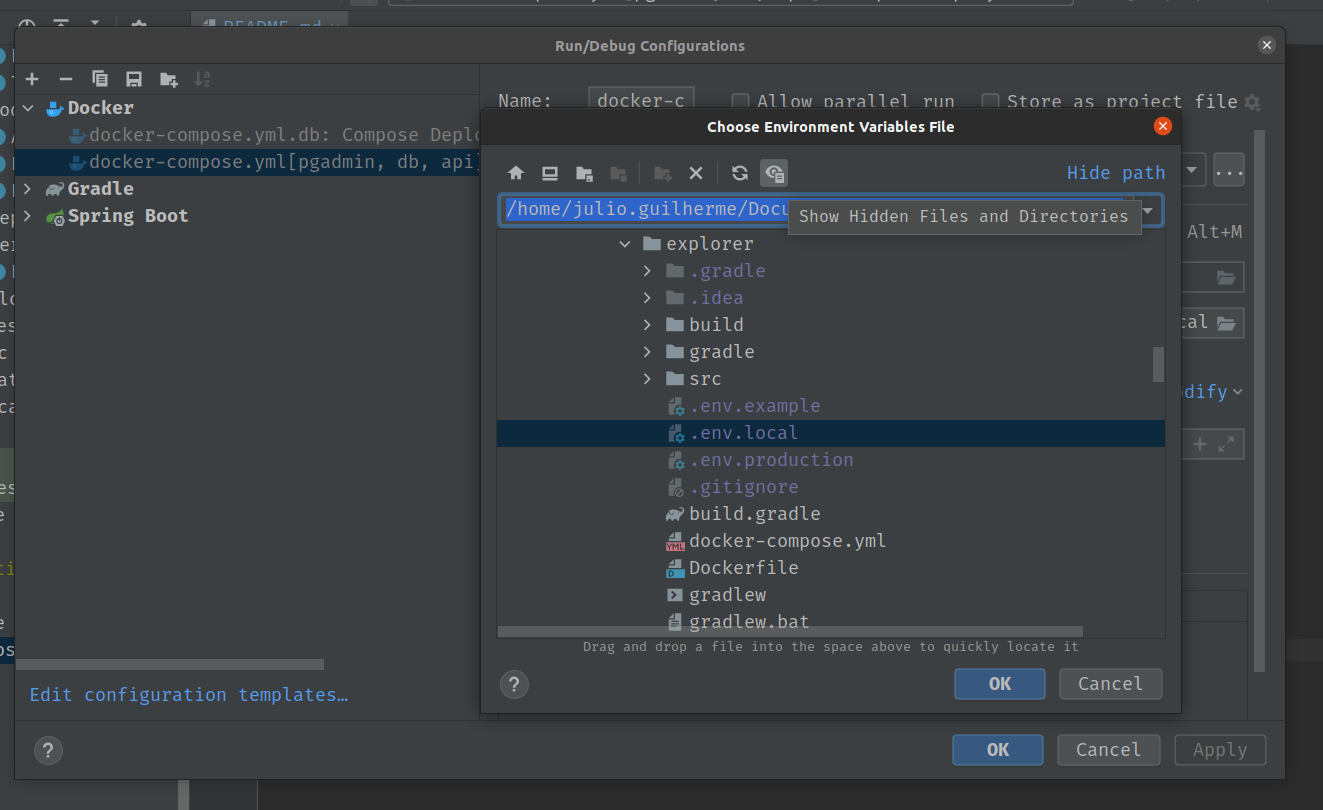 README.md
Run/Debug Configurations
Docker
docker-compose.yml.db: Compose Deplo
docker-compose.yml[pgadmin, db, api]
Gradle
Spring Boot
Edit configuration templates…
Name: docker-c Allow parallel run Store as project file
Choose Environment Variables File
Hide path
/home/julio.guilherme/Docu
Show Hidden Files and Directories
Alt+M
explorer
.gradle
.idea
build
gradle
src
.env.example
.env.local
.env.production
.gitignore
build.gradle
docker-compose.yml
Dockerfile
gradlew
gradlew.bat
Drag and drop a file into the space above to quickly locate it
? OK Cancel
cal
odify
...
? OK Cancel Apply